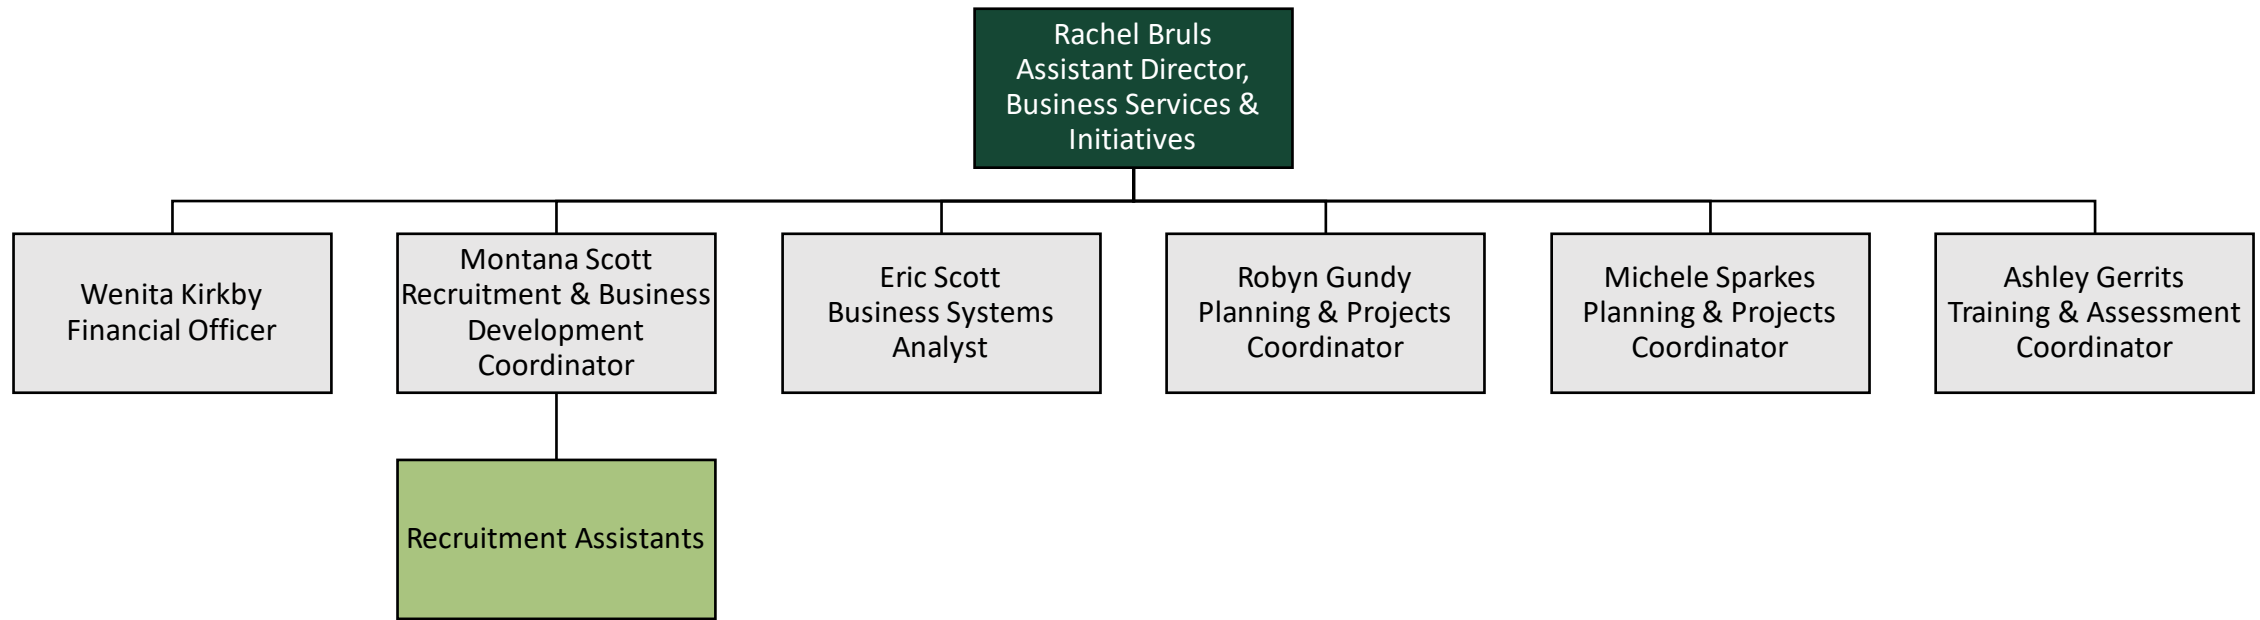 Rachel Bruls
Assistant Director,
Business Services &
Initiatives
Wenita Kirkby
Financial Officer
Montana Scott
Recruitment & Business
Development
Coordinator
Eric Scott
Business Systems
Analyst
Robyn Gundy
Planning & Projects
Coordinator
Michele Sparkes
Planning & Projects
Coordinator
Ashley Gerrits
Training & Assessment
Coordinator
Recruitment Assistants